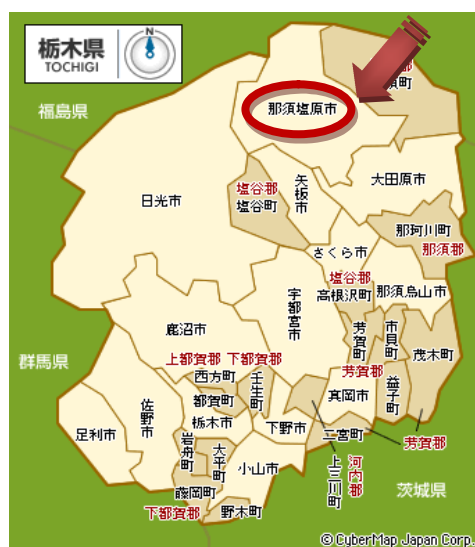 栃木県
TOCHIGI
N
福島県
郡
須町
那須塩原市
大田原市
塩谷郡
塩谷町
矢板市
日光市
那珂川町
那須郡
さくら市
塩谷郡
高根沢町
那須烏山市
宇都宮市
鹿沼市
芳賀町
市貝町
茂木町
群馬県
上都賀郡
下都賀郡
西方町
壬生町
芳賀郡
益子町
都賀町
真岡市
佐野市
栃木市
足利市
下野市
二宮町
芳賀郡
岩舟町
大平町
小山市
上三川町
河内郡
茨城県
藤岡町
下都賀郡
野木町
© CyberMap Japan Corp.